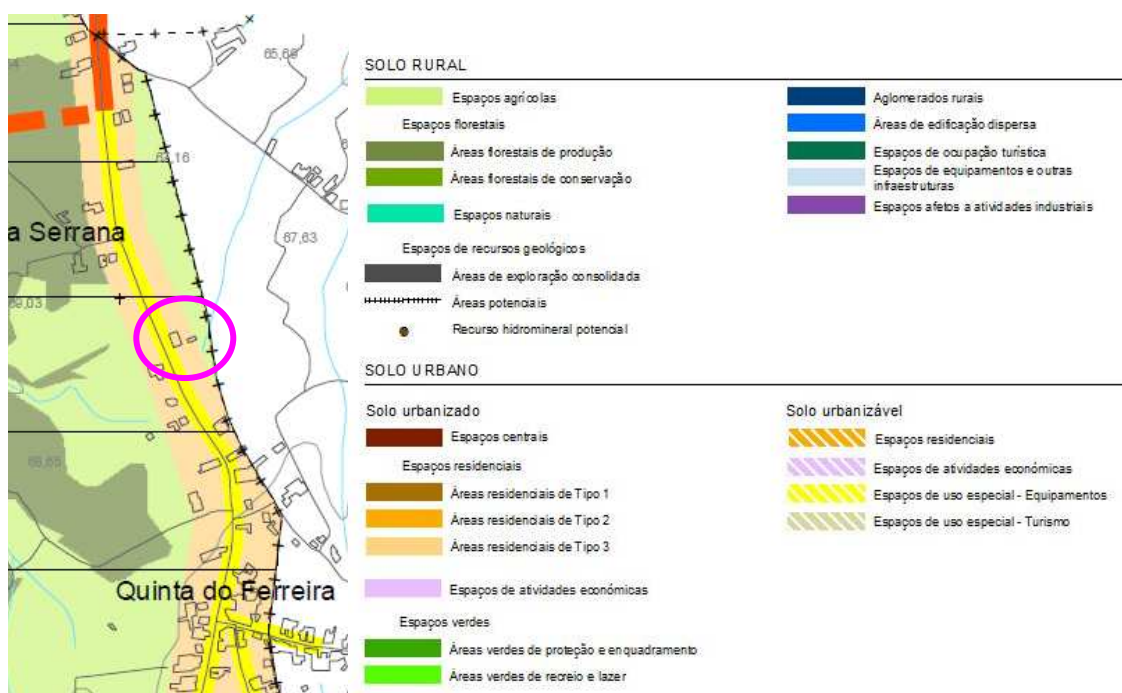 65,69
63,16
a Serrana
67,63
69,03
68,65
Quinta do Ferreira
SOLO RURAL
Espaços agrícolas
Espaços florestais
Áreas florestais de produção
Áreas florestais de conservação
Espaços naturais
Espaços de recursos geológicos
Áreas de exploração consolidada
Áreas potenciais
Recurso hidromineral potencial
Aglomerados rurais
Áreas de edificação dispersa
Espaços de ocupação turística
Espaços de equipamentos e outras
infraestruturas
Espaços afetos a atividades industriais
SOLO URBANO
Solo urbanizado
Espaços centrais
Espaços residenciais
Áreas residenciais de Tipo 1
Áreas residenciais de Tipo 2
Áreas residenciais de Tipo 3
Espaços de atividades económicas
Espaços verdes
Áreas verdes de proteção e enquadramento
Áreas verdes de recreio e lazer
Solo urbanizável
Espaços residenciais
Espaços de atividades económicas
Espaços de uso especial - Equipamentos
Espaços de uso especial - Turismo